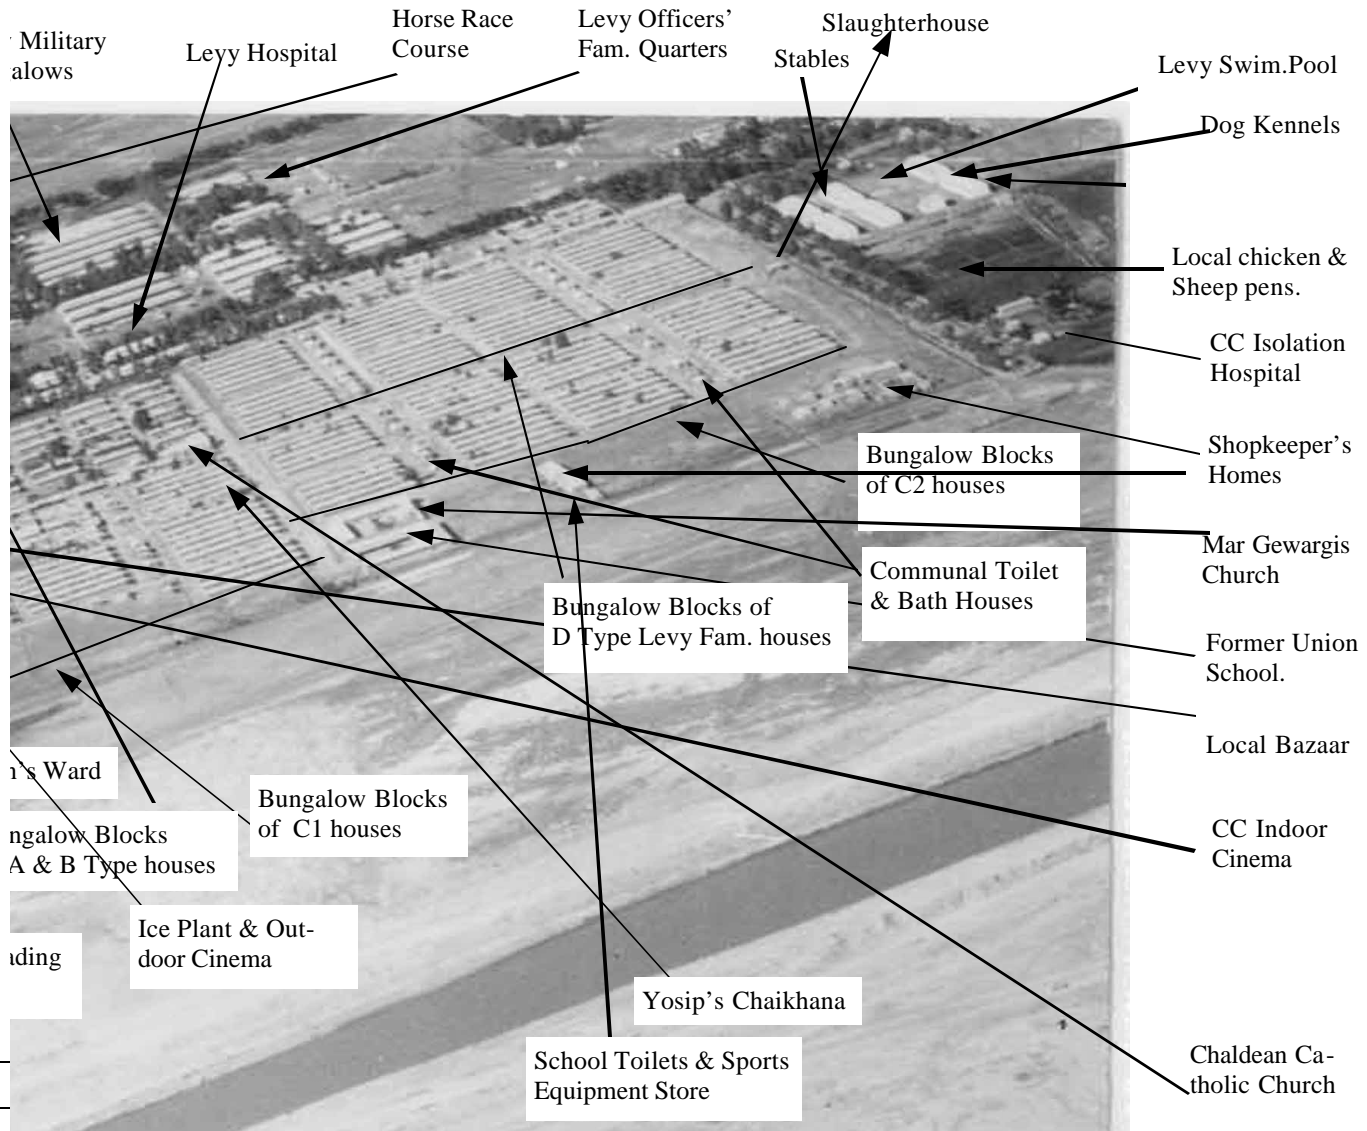 Military
alows
Levy Hospital
Horse Race
Course
Levy Officers’
Fam. Quarters
Slaughterhouse
Stables
Levy Swim.Pool
Dog Kennels
Local chicken &
Sheep pens.
CC Isolation
Hospital
Shopkeeper’s
Homes
Bungalow Blocks
of C2 houses
Mar Gewargis
Church
Communal Toilet
& Bath Houses
Bungalow Blocks of
D Type Levy Fam. houses
Former Union
School.
Local Bazaar
n’s Ward
Bungalow Blocks
of C1 houses
ngalow Blocks
A & B Type houses
CC Indoor
Cinema
Ice Plant & Out-
door Cinema
ading
Yosip’s Chaikhana
School Toilets & Sports
Equipment Store
Chaldean Ca-
tholic Church